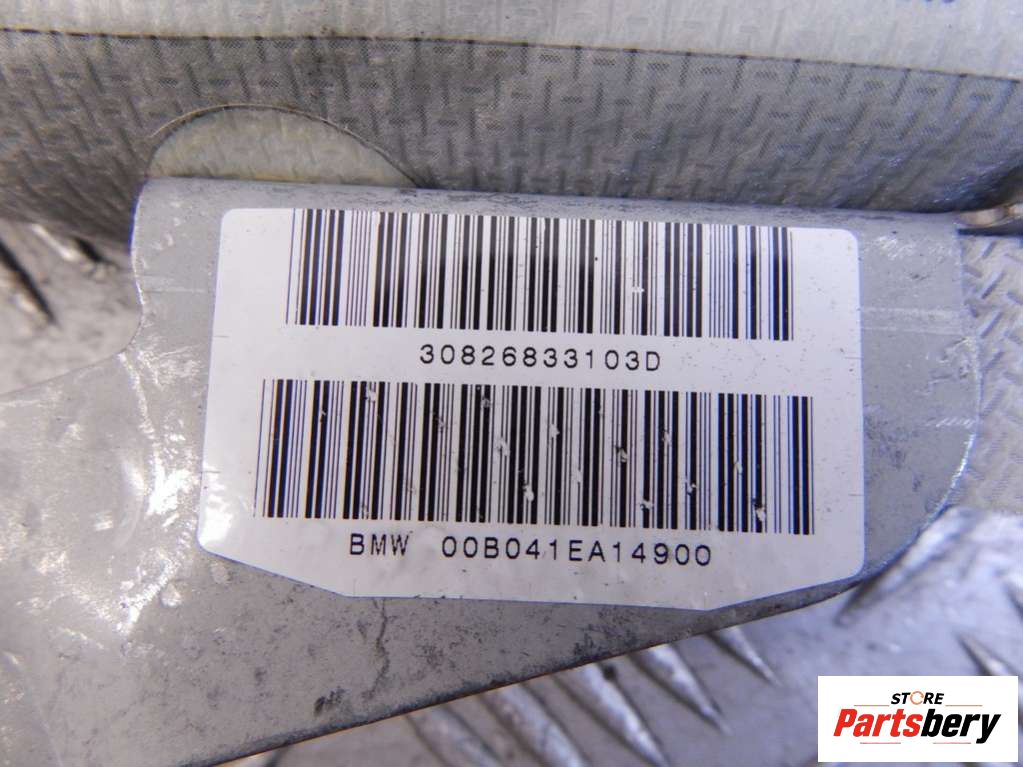 30826833103D
BMW 00B041EA14900
STORE
Partsbery